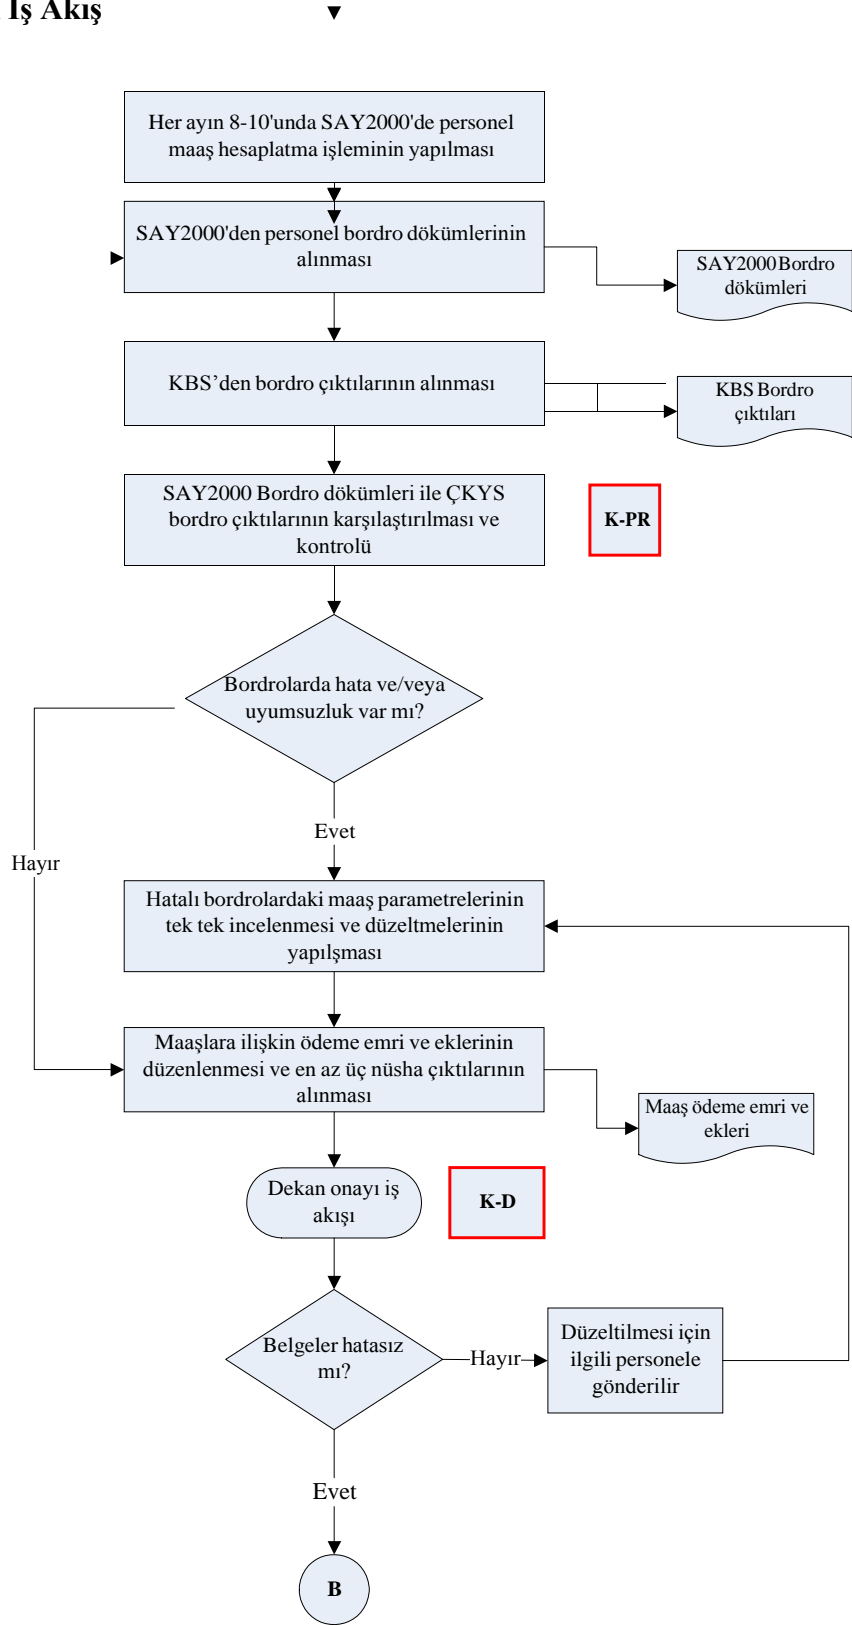 İş Akış
Her ayın 8-10'unda SAY2000'de personel
maaş hesaplatma işleminin yapılması
SAY2000'den personel bordro dökümlerinin
alınması
SAY2000 Bordro
dökümleri
KBS’den bordro çıktılarının alınması
KBS Bordro
çıktıları
SAY2000 Bordro dökümleri ile ÇKYS
bordro çıktılarının karşılaştırılması ve
kontrolü
K-PR
Bordrolarda hata ve/veya
uyumsuzluk var mı?
Evet
Hayır
Hatalı bordrolardaki maaş parametrelerinin
tek tek incelenmesi ve düzeltmelerinin
yapılşması
Maaşlara ilişkin ödeme emri ve eklerinin
düzenlenmesi ve en az üç nüsha çıktılarının
alınması
Maaş ödeme emri ve
ekleri
Dekan onayı iş
akışı
K-D
Belgeler hatasız
mı?
Hayır
Düzeltilmesi için
ilgili personele
gönderilir
Evet
B